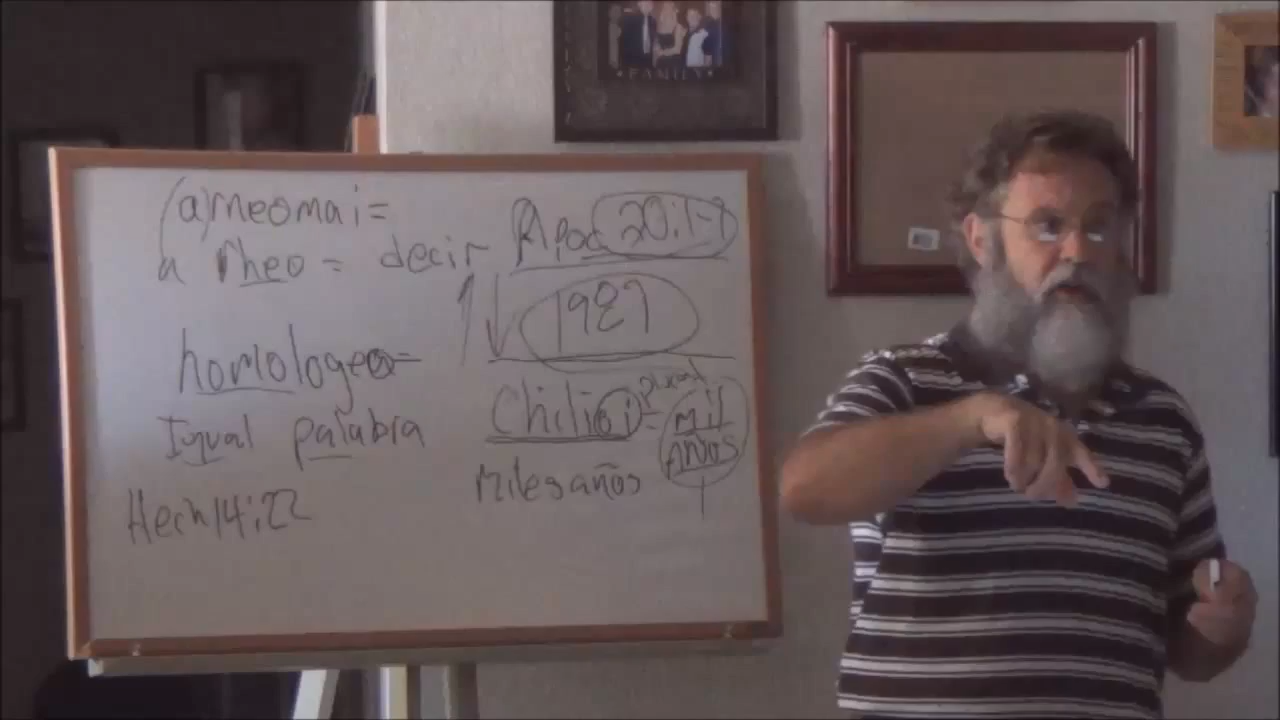 FAMILY
(a)rneomai=
a rheo = decir
homologeo=
Igual palabra
Hech 14:22
Apoc 20:1-7
1987
plural
Chilioi = mil años
miles años